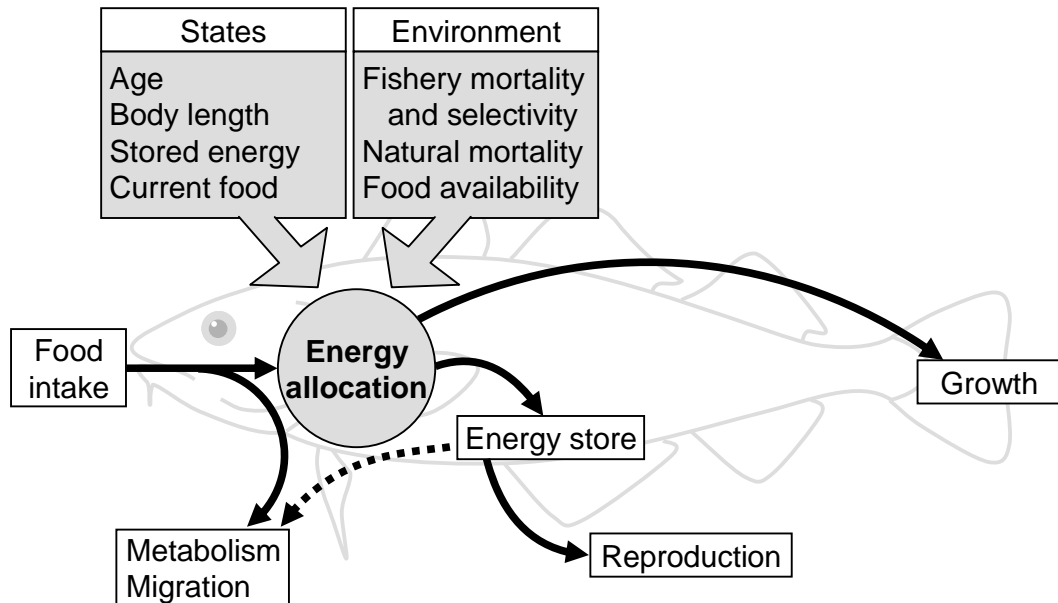 States
Age
Body length
Stored energy
Current food
Environment
Fishery mortality
and selectivity
Natural mortality
Food availability
Food
intake
Energy
allocation
Growth
Energy store
Metabolism
Migration
Reproduction